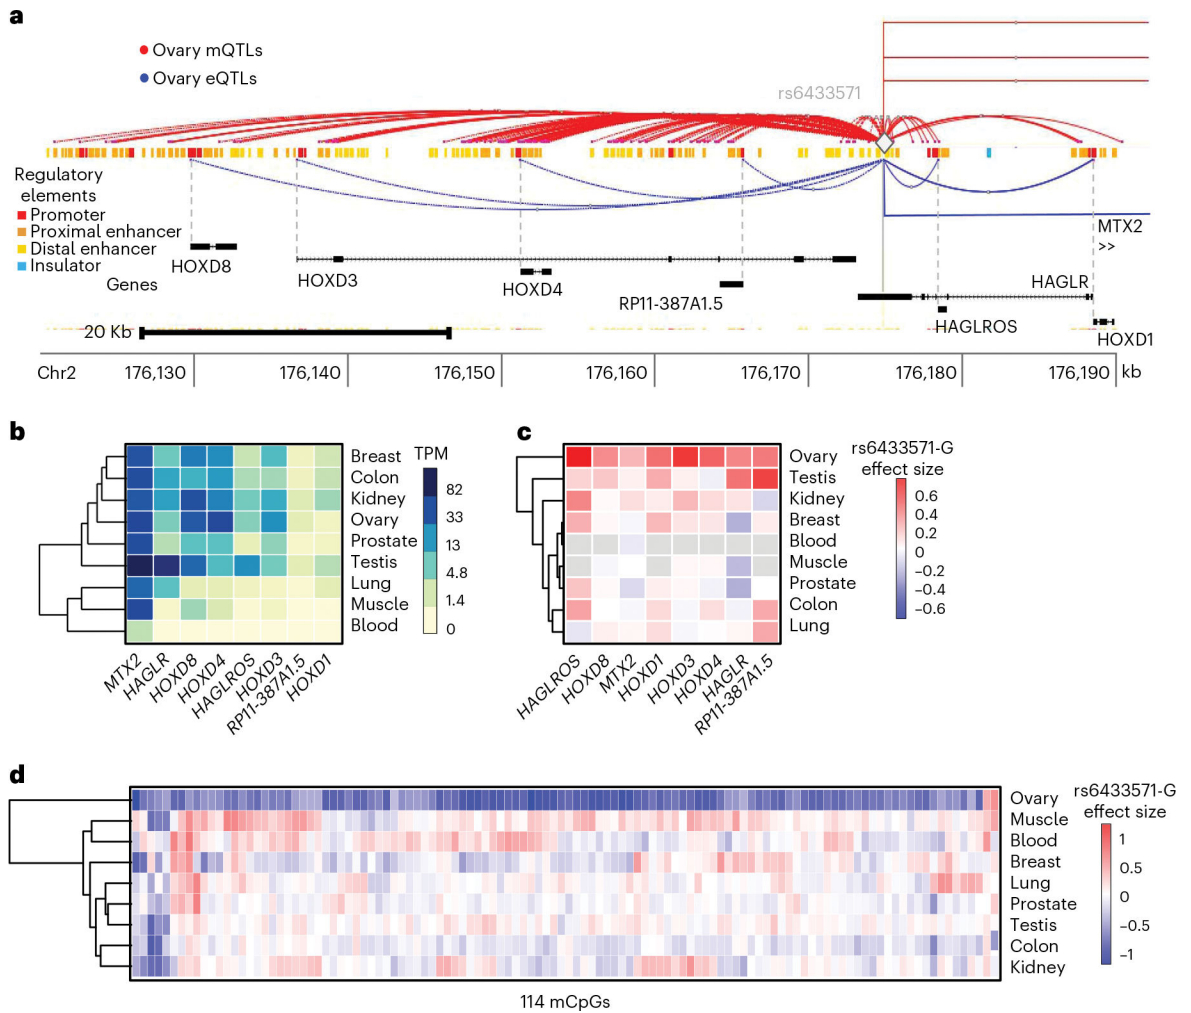 a
Ovary mQTLs
Ovary eQTLs
rs6433571
Regulatory
elements
Promoter
Proximal enhancer
Distal enhancer
Insulator
Genes
HOXD8
HOXD3
HOXD4
RP11-387A1.5
MTX2
>>
HAGLR
HAGLROS
HOXD1
20 Kb
Chr2 176,130 176,140 176,150 176,160 176,170 176,180 176,190 kb
b
Breast
Colon
Kidney
Ovary
Prostate
Testis
Lung
Muscle
Blood
TPM
82
33
13
4.8
1.4
0
MTX2
HAGLR
HOXD8
HOXD4
HAGLROS
HOXD3
RP11-387A1.5
HOXD1
c
Ovary
Testis
Kidney
Breast
Blood
Muscle
Prostate
Colon
Lung
rs6433571-G
effect size
0.6
0.4
0.2
0
−0.2
−0.4
−0.6
HAGLROS
HOXD8
MTX2
HOXD1
HOXD3
HOXD4
HAGLR
RP11-387A1.5
d
Ovary
Muscle
Blood
Breast
Lung
Prostate
Testis
Colon
Kidney
rs6433571-G
effect size
1
0.5
0
−0.5
−1
114 mCpGs